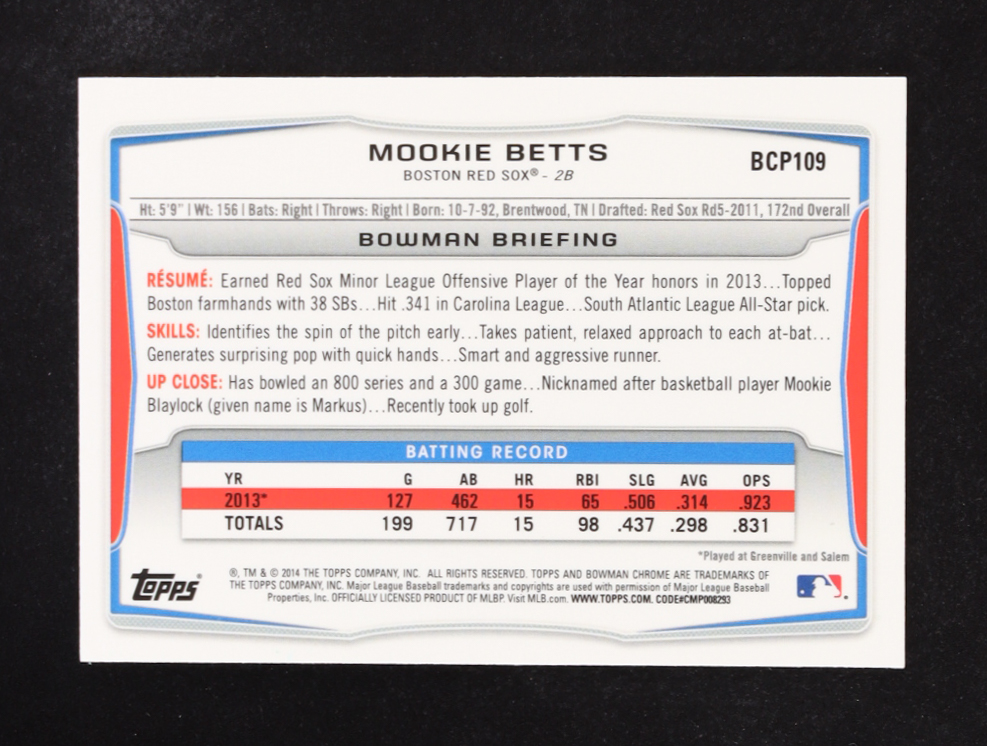 MOOKIE BETTS
BCP109
BOSTON RED SOX® - 2B
Ht: 5'9" | Wt: 156 | Bats: Right | Throws: Right | Born: 10-7-92, Brentwood, TN | Drafted: Red Sox Rd5-2011, 172nd Overall
BOWMAN BRIEFING
RÉSUMÉ: Earned Red Sox Minor League Offensive Player of the Year honors in 2013...Topped
Boston farmhands with 38 SBs...Hit .341 in Carolina League...South Atlantic League All-Star pick.
SKILLS: Identifies the spin of the pitch early...Takes patient, relaxed approach to each at-bat...
Generates surprising pop with quick hands...Smart and aggressive runner.
UP CLOSE: Has bowled an 800 series and a 300 game...Nicknamed after basketball player Mookie
Blaylock (given name is Markus)...Recently took up golf.
BATTING RECORD
YR G AB HR RBI SLG AVG OPS
2013* 127 462 15 65 .506 .314 .923
TOTALS 199 717 15 98 .437 .298 .831
*Played at Greenville and Salem
Topps®
®, TM & © 2014 THE TOPPS COMPANY, INC. ALL RIGHTS RESERVED. TOPPS AND BOWMAN CHROME ARE TRADEMARKS OF
THE TOPPS COMPANY, INC. Major League Baseball trademarks and copyrights are used with permission of Major League Baseball
Properties, Inc. OFFICIALLY LICENSED PRODUCT OF MLBP. Visit MLB.com. WWW.TOPPS.COM. CODE#CMP008293